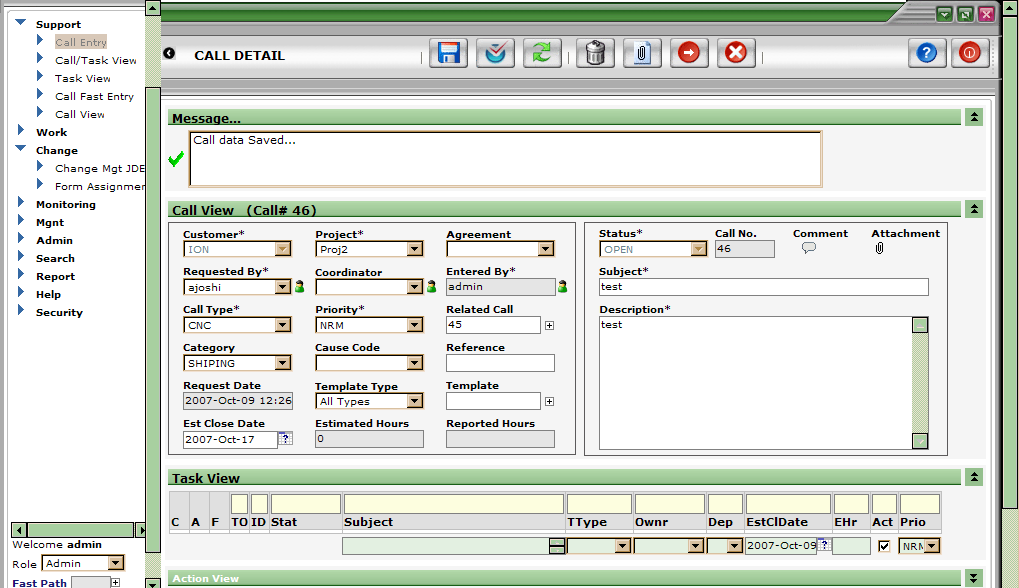 Support
Call Entry
Call/Task View
Task View
Call Fast Entry
Call View
Work
Change
Change Mgt JDE
Form Assignmen
Monitoring
Mgnt
Admin
Search
Report
Help
Security
Welcome admin
Role Admin
Fast Path
CALL DETAIL
Message...
Call data Saved...
Call View (Call# 46)
Customer* Project* Agreement
ION Proj2
Requested By* Coordinator Entered By*
ajoshi admin
Call Type* Priority* Related Call
CNC NRM 45
Category Cause Code Reference
SHIPING
Request Date Template Type Template
2007-Oct-09 12:26 All Types
Est Close Date Estimated Hours Reported Hours
2007-Oct-17 0
Status* Call No. Comment Attachment
OPEN 46
Subject*
test
Description*
test
Task View
C A F TO ID Stat Subject TType Ownr Dep EstClDate EHr Act Prio
2007-Oct-09 NRM
Action View